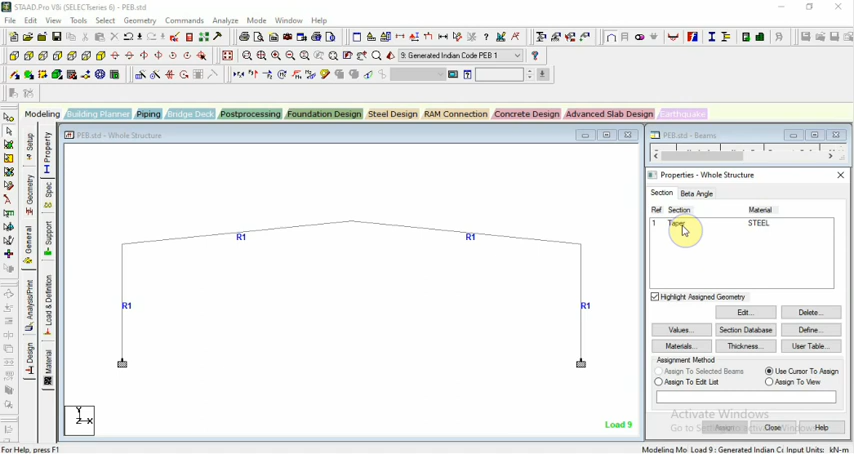 STAAD.Pro V8i (SELECTseries 6) - PEB.std
File Edit View Tools Select Geometry Commands Analyze Mode Window Help
9: Generated Indian Code PEB 1
Modeling Building Planner Piping Bridge Deck Postprocessing Foundation Design Steel Design RAM Connection Concrete Design Advanced Slab Design Earthquake
Setup
Geometry
General
Analysis/Print
Design
Property
Spec
Support
Load & Definition
Material
PEB.std - Whole Structure
R1
R1
R1
R1
Y
Z X
Load 9
PEB.std - Beams
Properties - Whole Structure
Section Beta Angle
Ref Section Material
1 Taper STEEL
Highlight Assigned Geometry
Edit... Delete...
Values... Section Database Define...
Materials... Thickness... User Table...
Assignment Method
Assign To Selected Beams Use Cursor To Assign
Assign To Edit List Assign To View
Activate Windows
Assign Close Help
For Help, press F1
Modeling Mo Load 9 : Generated Indian Cc Input Units: kN-m